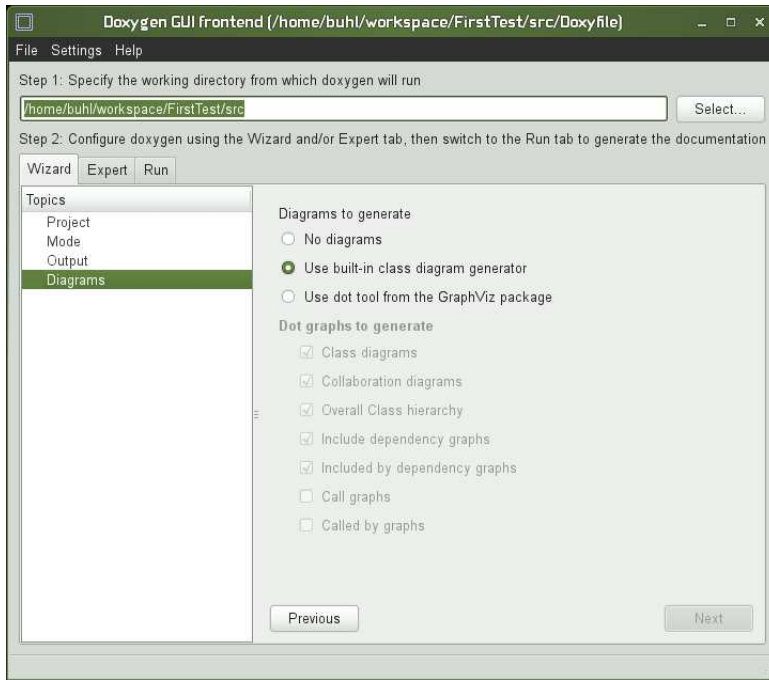 Doxygen GUI frontend (/home/buhl/workspace/FirstTest/src/Doxyfile)
File Settings Help
Step 1: Specify the working directory from which doxygen will run
/home/buhl/workspace/FirstTest/src
Select...
Step 2: Configure doxygen using the Wizard and/or Expert tab, then switch to the Run tab to generate the documentation
Wizard Expert Run
Topics
Project
Mode
Output
Diagrams
Diagrams to generate
No diagrams
Use built-in class diagram generator
Use dot tool from the GraphViz package
Dot graphs to generate
Class diagrams
Collaboration diagrams
Overall Class hierarchy
Include dependency graphs
Included by dependency graphs
Call graphs
Called by graphs
Previous
Next